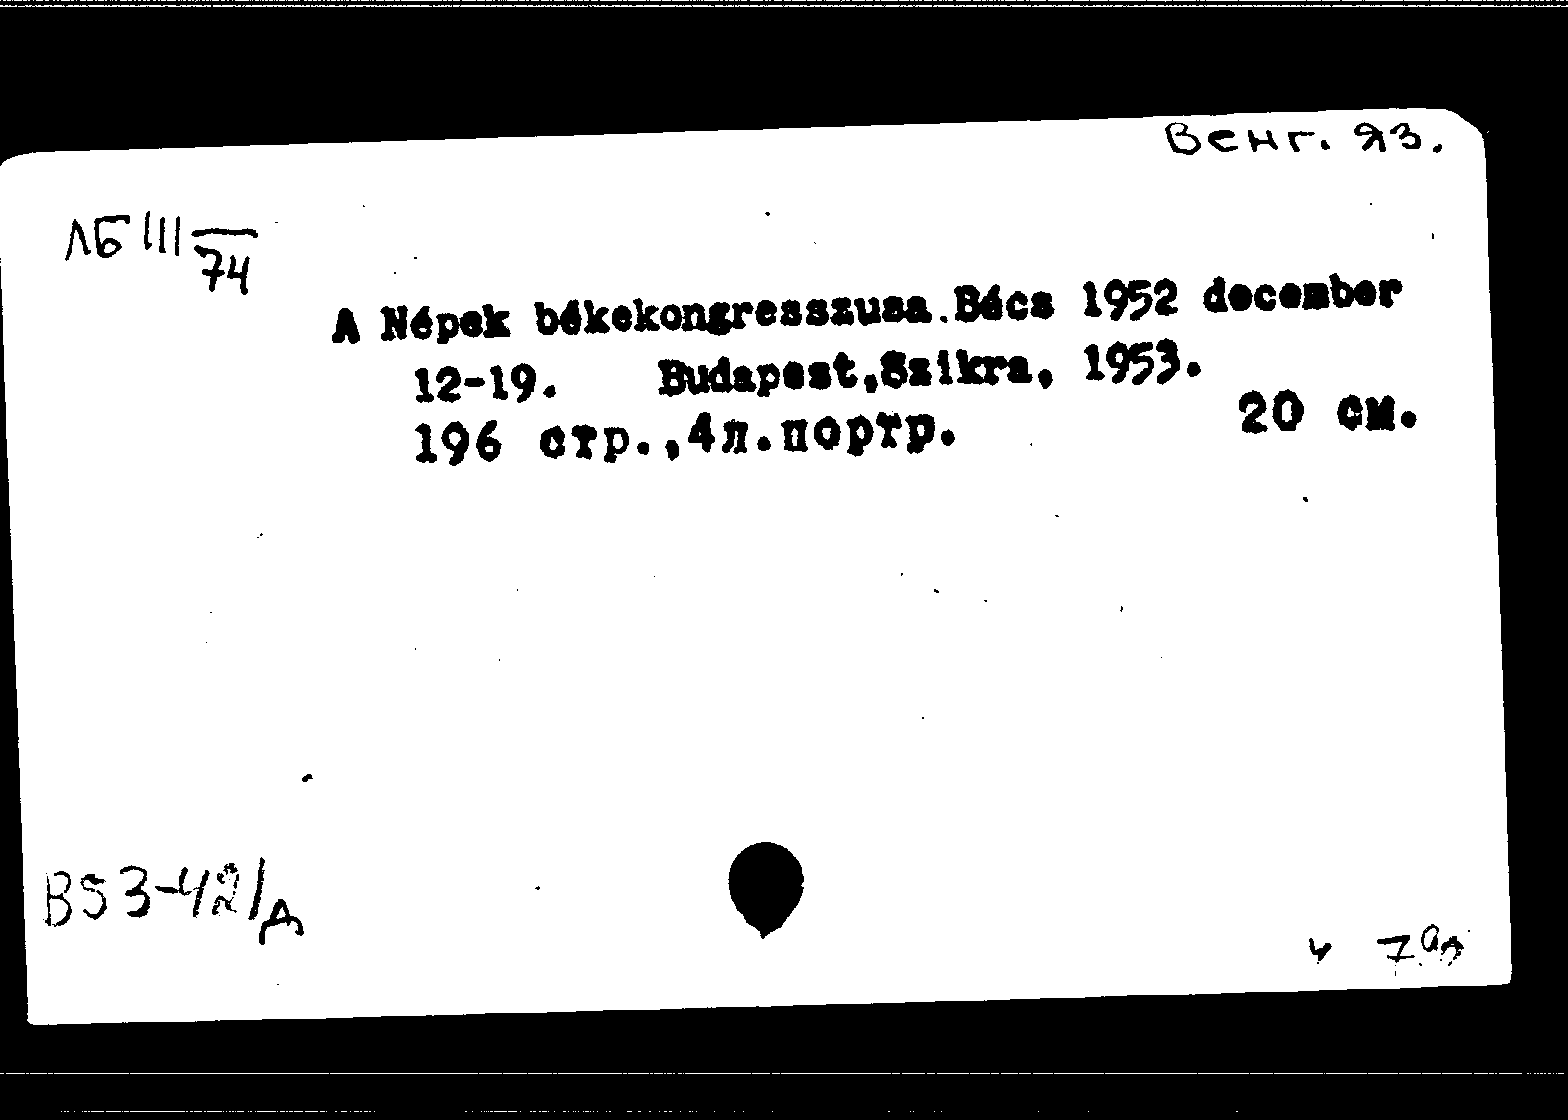 Венг. яз.
ЛБ III
74
A Népek békekongresszusa.Bécs 1952 december
12-19. Budapest,Szikra, 1953.
196 стр.,4л.портр. 20 см.
В53-421/д